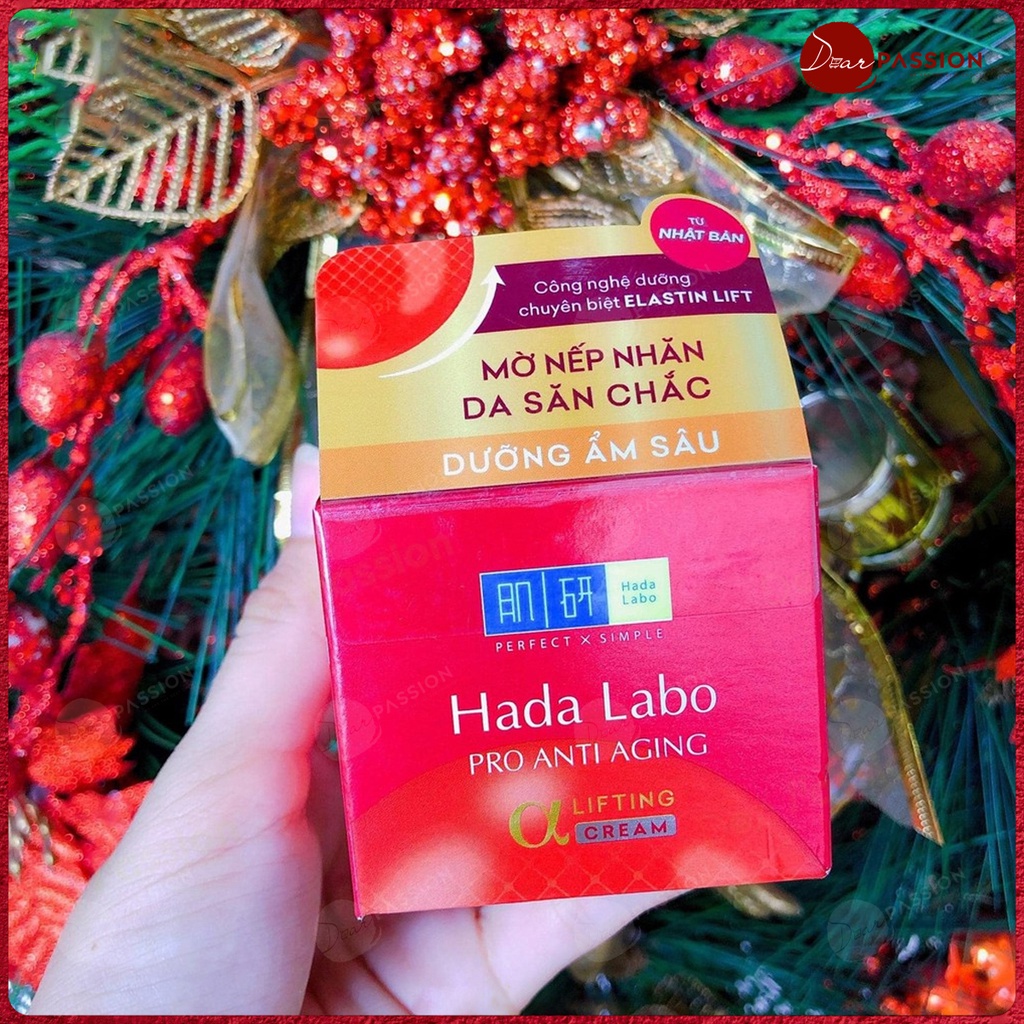 Dear PASSION
TỪ
NHẬT BẢN
Công nghệ dưỡng
chuyên biệt ELASTIN LIFT
MỜ NẾP NHĂN
DA SĂN CHẮC
DƯỠNG ẨM SÂU
肌研
Hada
Labo
PERFECT X SIMPLE
Hada Labo
PRO ANTI AGING
α LIFTING
CREAM